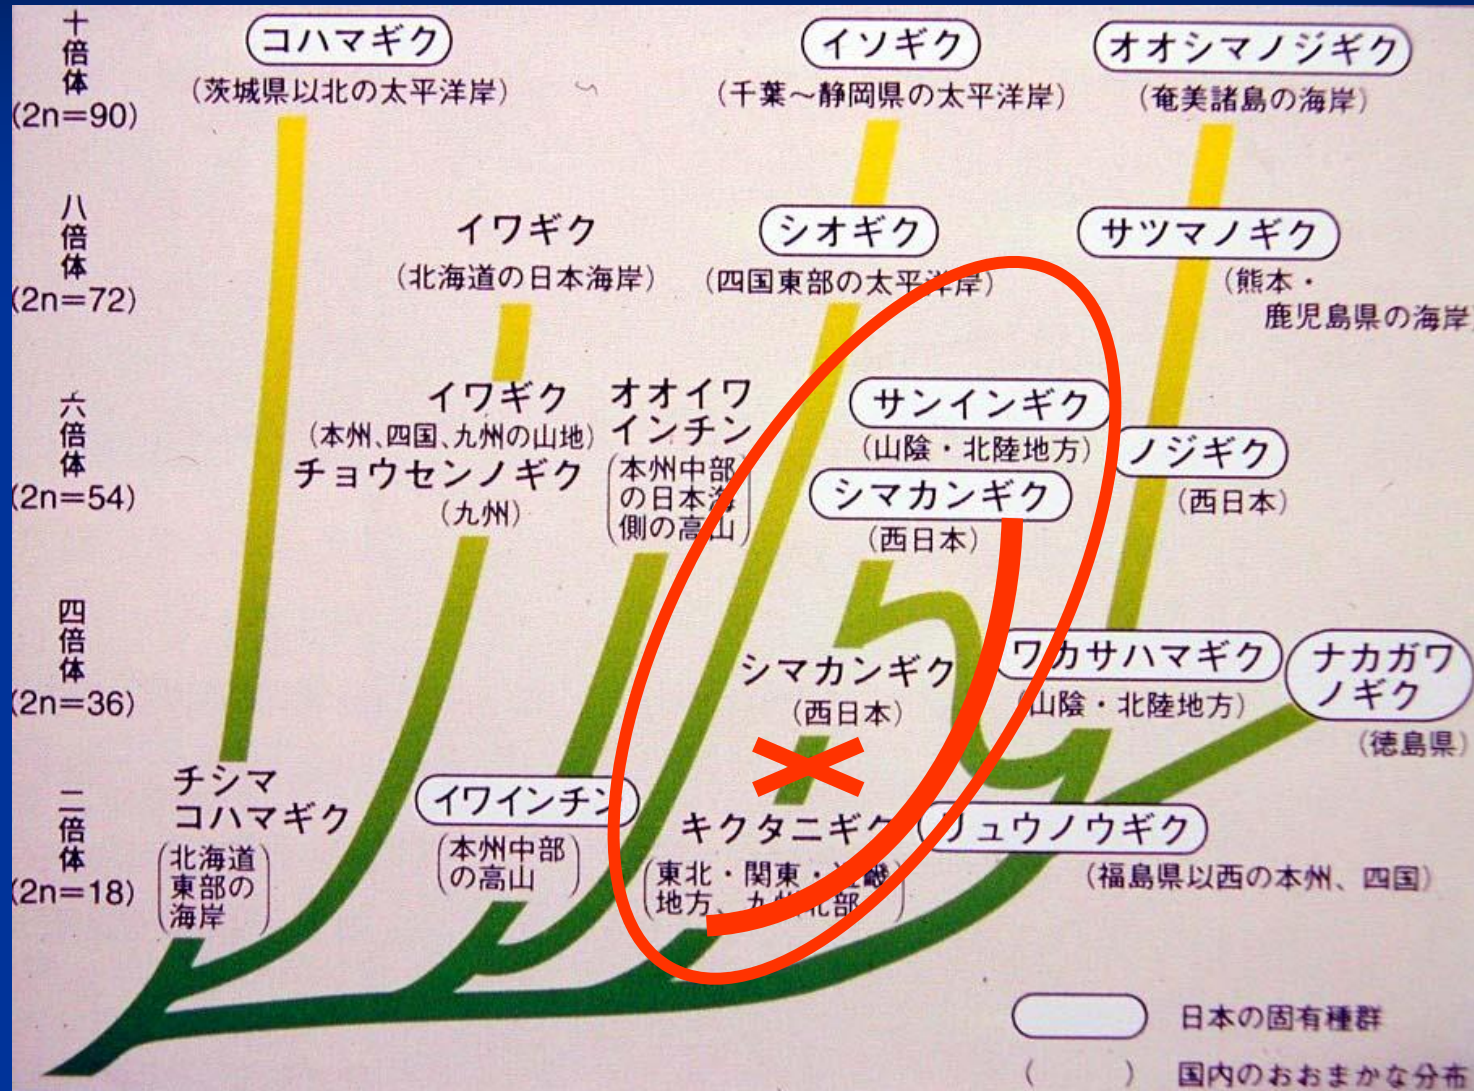 十倍体
(2n=90)
コハマギク
(茨城県以北の太平洋岸)
イソギク
(千葉～静岡県の太平洋岸)
オオシマノジギク
(奄美諸島の海岸)
八倍体
(2n=72)
イワギク
(北海道の日本海岸)
シオギク
(四国東部の太平洋岸)
サツマノギク
(熊本・
鹿児島県の海岸)
六倍体
(2n=54)
イワギク
(本州、四国、九州の山地)
チョウセンノギク
(九州)
オオイワ
インチン
(本州中部
の日本海
側の高山)
サンインギク
(山陰・北陸地方)
シマカンギク
(西日本)
ノジギク
(西日本)
四倍体
(2n=36)
シマカンギク
(西日本)
ワカサハマギク
(山陰・北陸地方)
ナカガワ
ノギク
(徳島県)
二倍体
(2n=18)
チシマ
コハマギク
(北海道
東部の
海岸)
イワインチン
(本州中部
の高山)
キクタニギク
(東北・関東・近畿
地方、九州北部)
リュウノウギク
(福島県以西の本州、四国)
日本の固有種群
( ) 国内のおおまかな分布